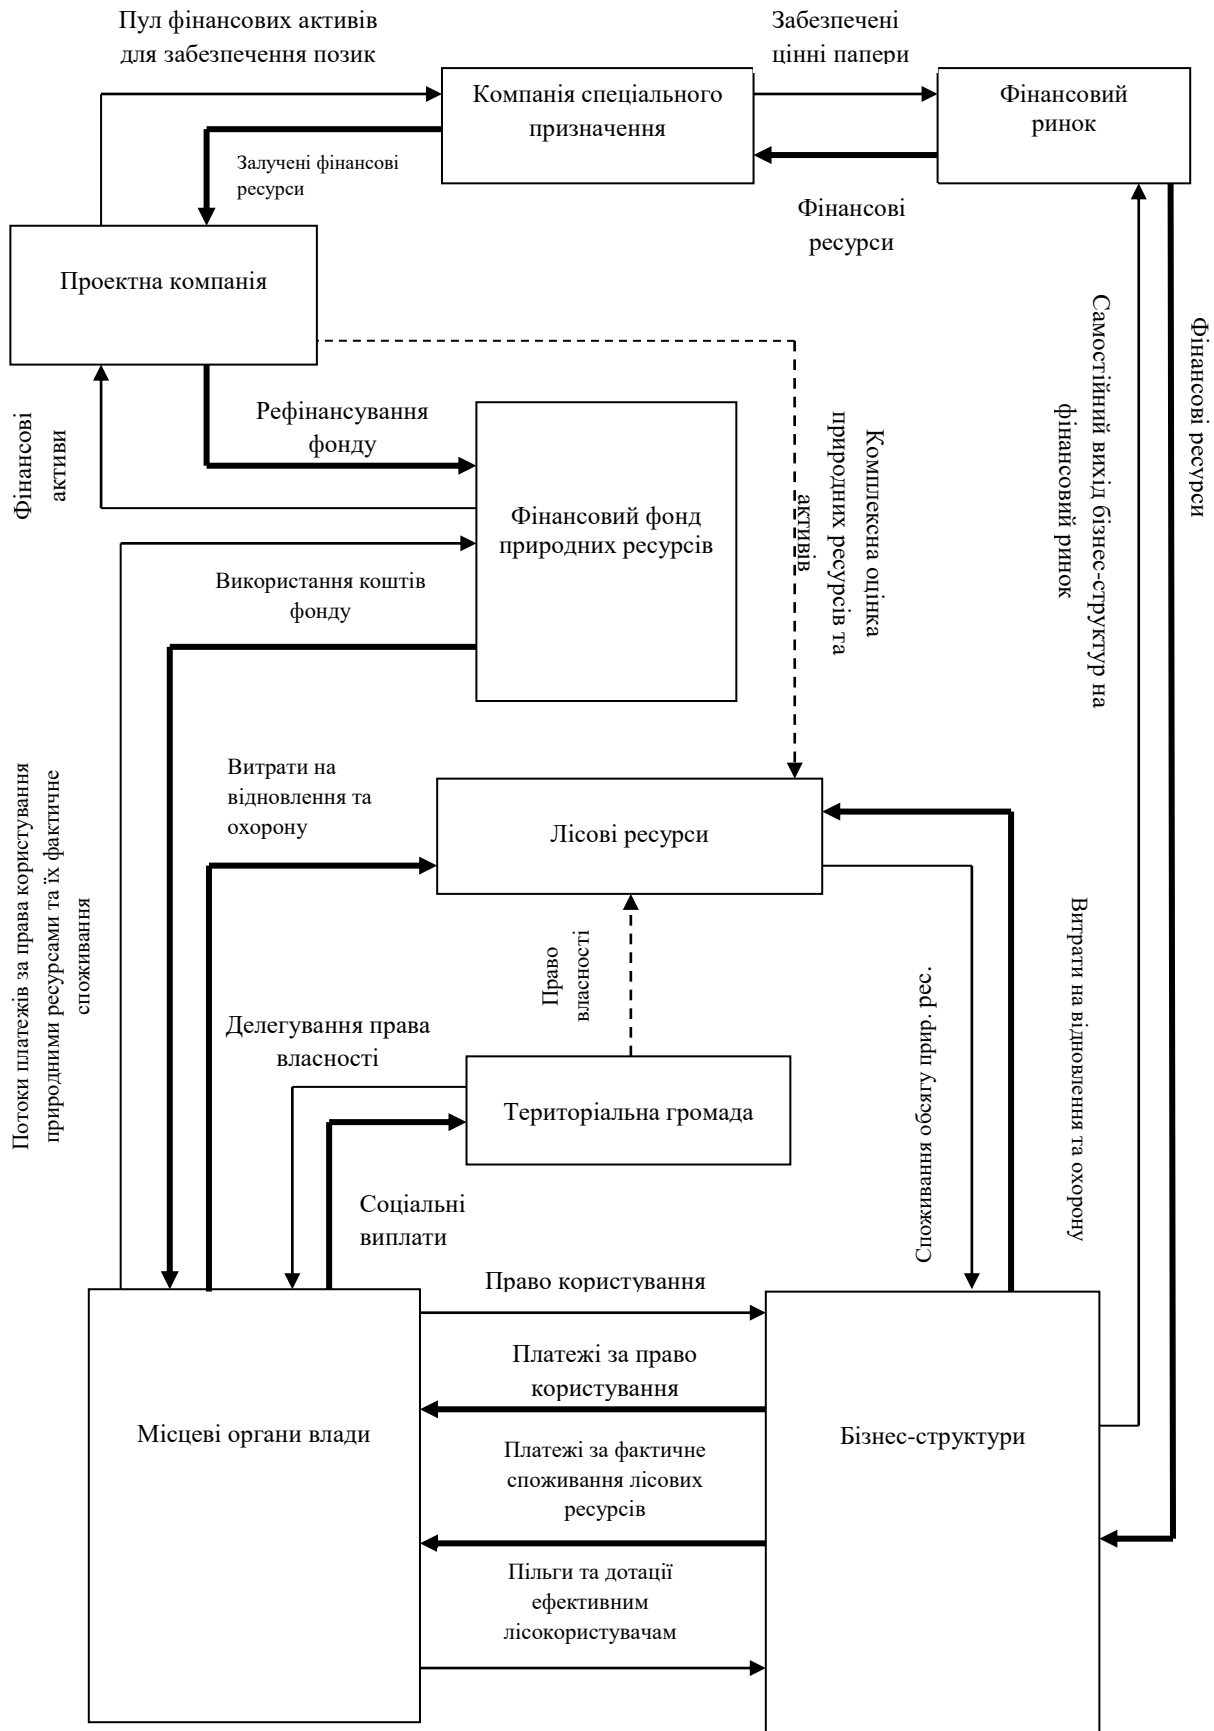 Пул фінансових активів
для забезпечення позик
Забезпечені
цінні папери
Компанія спеціального
призначення
Фінансовий
ринок
Залучені фінансові
ресурси
Фінансові
ресурси
Проектна компанія
Самостійний вихід бізнес-структур на
фінансовий ринок
Фінансові ресурси
Фінансові
активи
Рефінансування
фонду
Комплексна оцінка
природних ресурсів та
активів
Фінансовий фонд
природних ресурсів
Використання коштів
фонду
Потоки платежів за права користування
природними ресурсами та їх фактичне
споживання
Витрати на
відновлення та
охорону
Лісові ресурси
Право
власності
Споживання обсягу прир. рес.
Витрати на відновлення та охорону
Делегування права
власності
Територіальна громада
Соціальні
виплати
Право користування
Платежі за право
користування
Місцеві органи влади
Бізнес-структури
Платежі за фактичне
споживання лісових
ресурсів
Пільги та дотації
ефективним
лісокористувачам